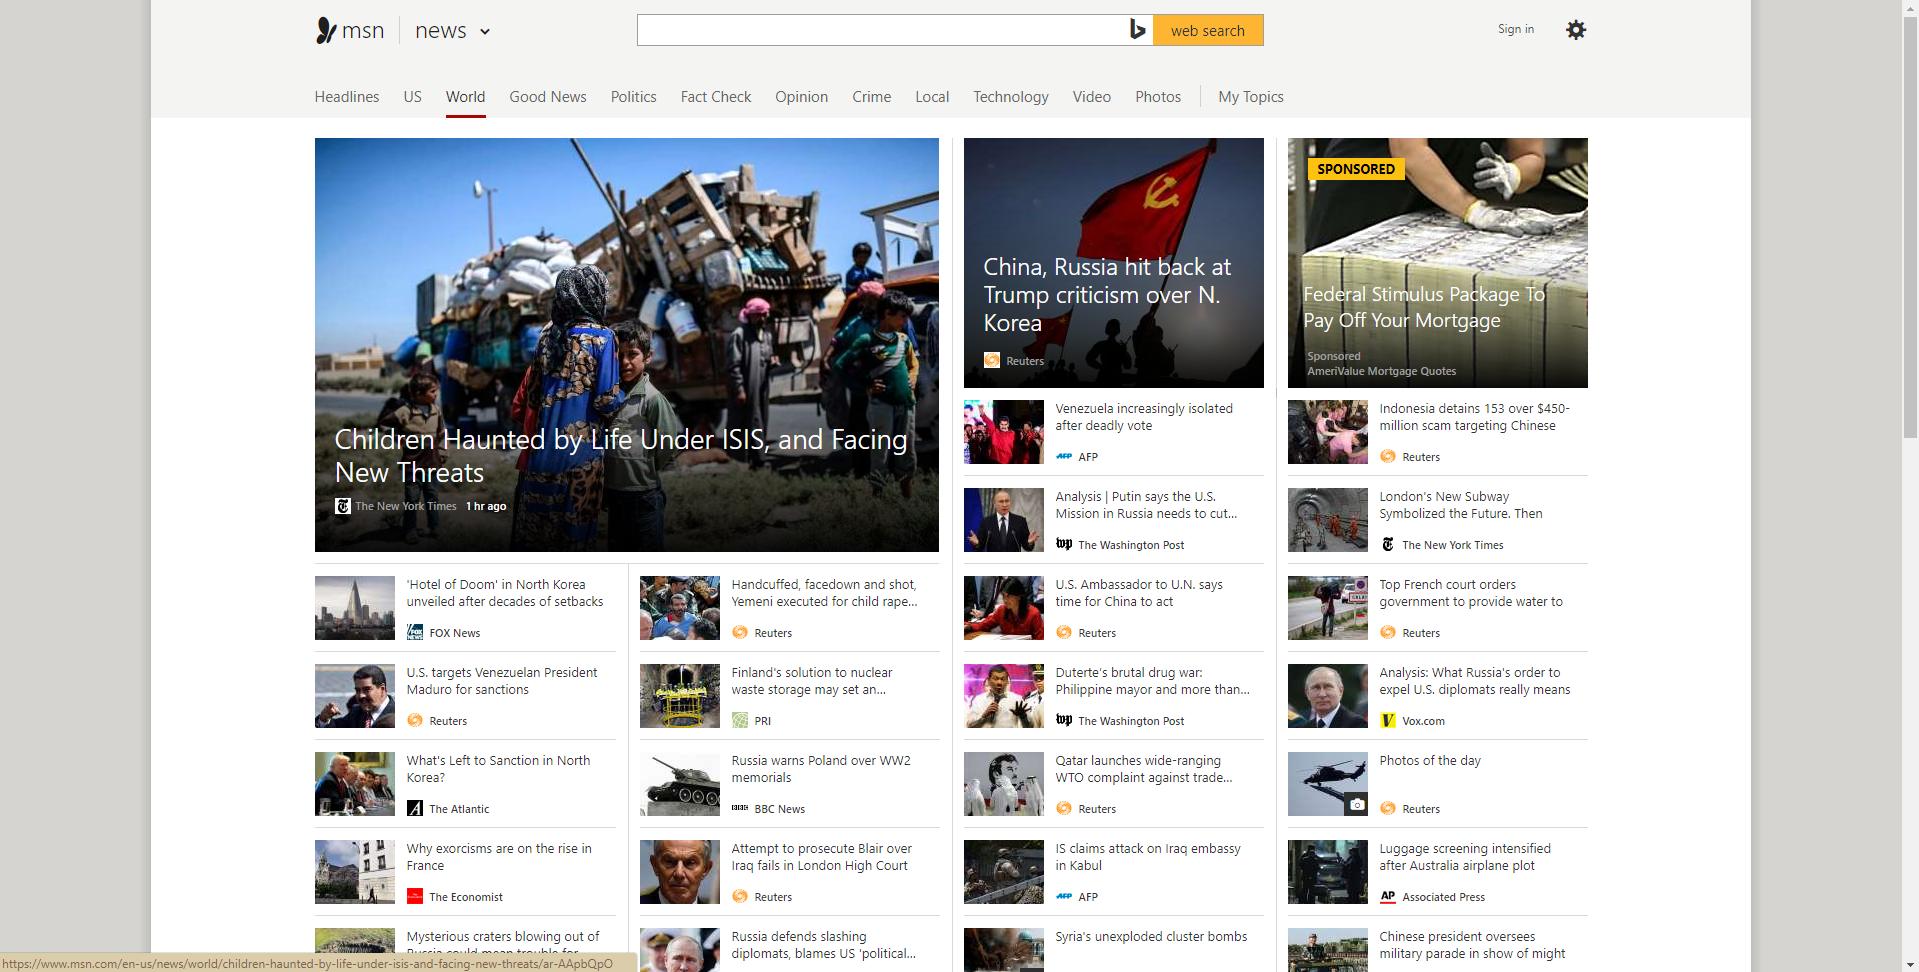 msn
news
web search
Sign in
Headlines
US
World
Good News
Politics
Fact Check
Opinion
Crime
Local
Technology
Video
Photos
My Topics
Children Haunted by Life Under ISIS, and Facing
New Threats
The New York Times 1 hr ago
China, Russia hit back at
Trump criticism over N.
Korea
Reuters
SPONSORED
Federal Stimulus Package To
Pay Off Your Mortgage
Sponsored
AmeriValue Mortgage Quotes
'Hotel of Doom' in North Korea
unveiled after decades of setbacks
FOX News
U.S. targets Venezuelan President
Maduro for sanctions
Reuters
What's Left to Sanction in North
Korea?
The Atlantic
Why exorcisms are on the rise in
France
The Economist
Mysterious craters blowing out of
Russia could mean trouble for
Handcuffed, facedown and shot,
Yemeni executed for child rape...
Reuters
Finland's solution to nuclear
waste storage may set an...
PRI
Russia warns Poland over WW2
memorials
BBC News
Attempt to prosecute Blair over
Iraq fails in London High Court
Reuters
Russia defends slashing
diplomats, blames US 'political...
Venezuela increasingly isolated
after deadly vote
AFP
Analysis | Putin says the U.S.
Mission in Russia needs to cut...
The Washington Post
U.S. Ambassador to U.N. says
time for China to act
Reuters
Duterte's brutal drug war:
Philippine mayor and more than...
The Washington Post
Qatar launches wide-ranging
WTO complaint against trade...
Reuters
IS claims attack on Iraq embassy
in Kabul
AFP
Syria's unexploded cluster bombs
Indonesia detains 153 over $450-
million scam targeting Chinese
Reuters
London's New Subway
Symbolized the Future. Then
The New York Times
Top French court orders
government to provide water to
Reuters
Analysis: What Russia's order to
expel U.S. diplomats really means
Vox.com
Photos of the day
Reuters
Luggage screening intensified
after Australia airplane plot
Associated Press
Chinese president oversees
military parade in show of might
https://www.msn.com/en-us/news/world/children-haunted-by-life-under-isis-and-facing-new-threats/ar-AApbQpO